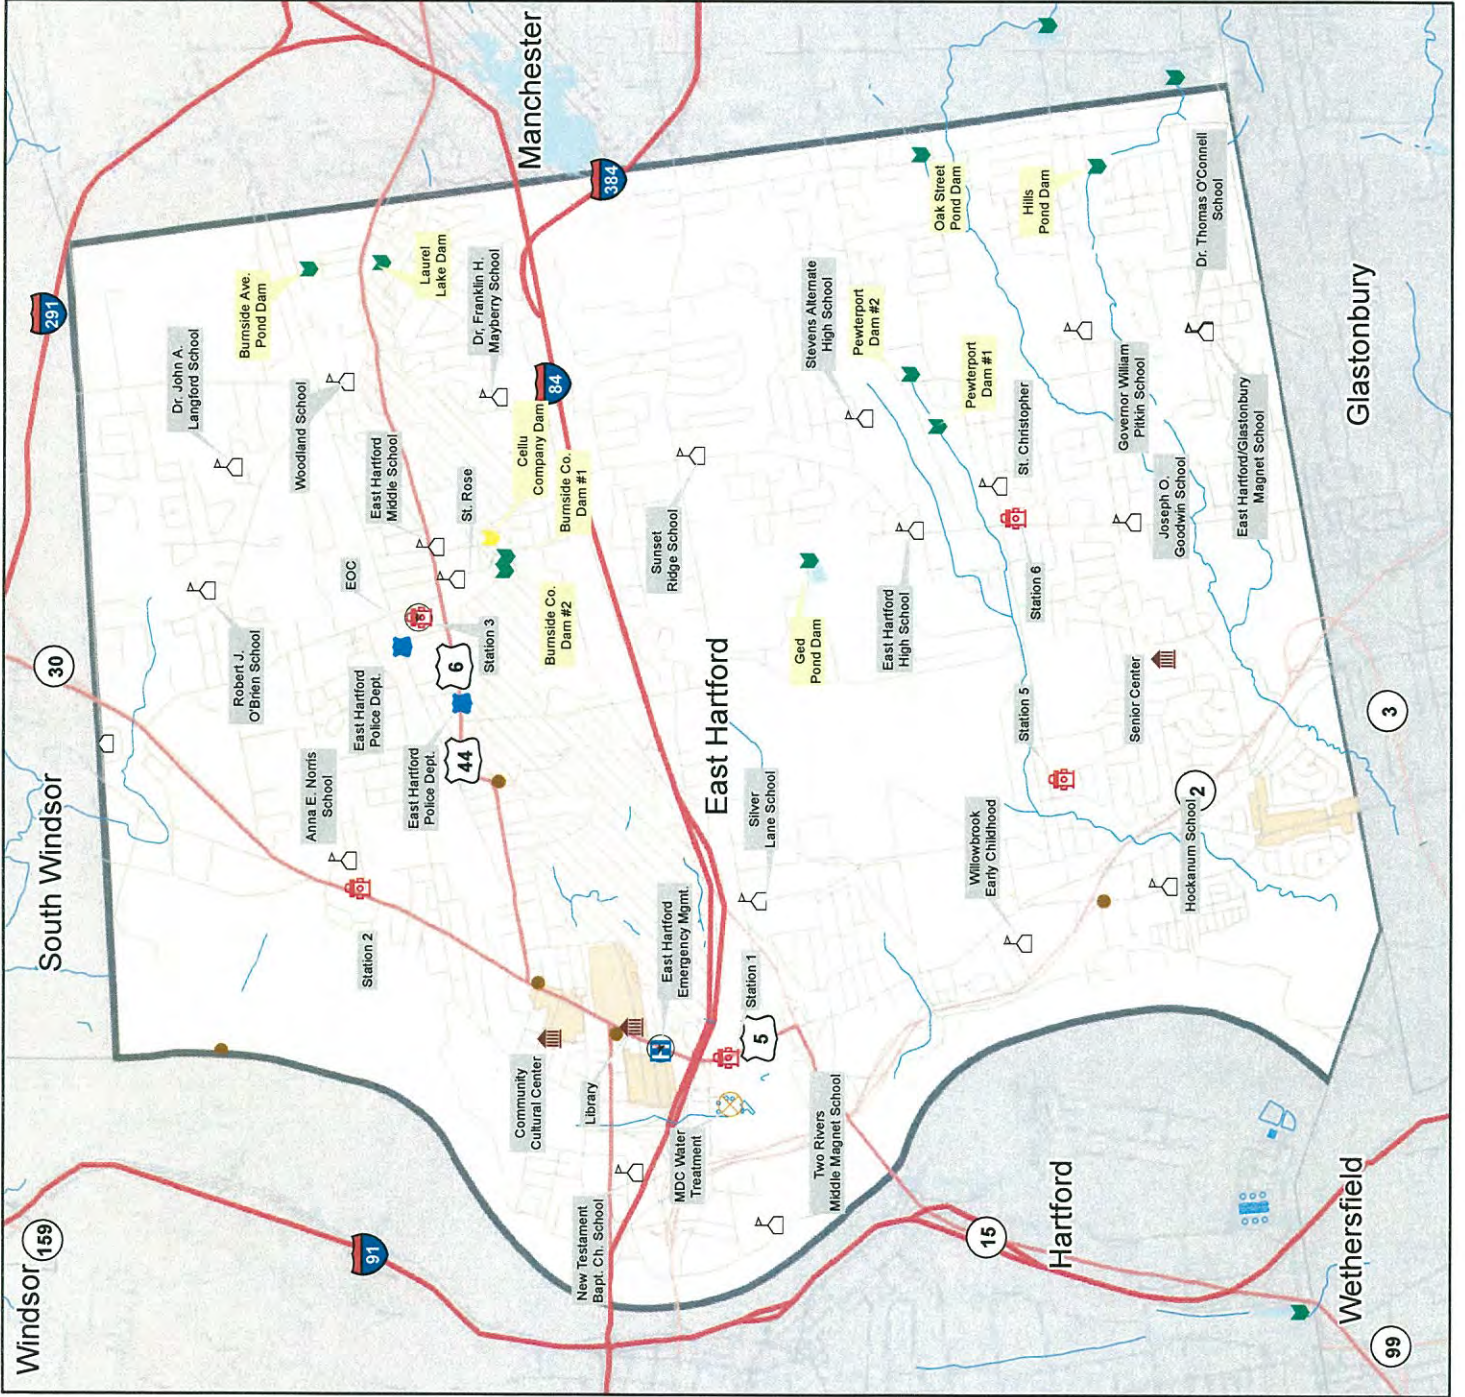 Windsor
159
South Windsor
30
291
91
Manchester
384
84
6
44
5
East Hartford
Hartford
15
Wethersfield
99
Glastonbury
3
2
Dr. John A.
Langford School
Burnside Ave.
Pond Dam
Woodland School
Laurel
Lake Dam
Dr, Franklin H.
Mayberry School
East Hartford
Middle School
St. Rose
Cellu
Company Dam
Burnside Co.
Dam #1
Burnside Co.
Dam #2
EOC
Robert J.
O'Brien School
East Hartford
Police Dept.
Station 3
East Hartford
Police Dept.
Anna E. Norris
School
Station 2
Community
Cultural Center
Library
East Hartford
Emergency Mgmt.
Station 1
MDC Water
Treatment
New Testament
Bapt. Ch. School
Two Rivers
Middle Magnet School
Silver
Lane School
Sunset
Ridge School
Ged
Pond Dam
East Hartford
High School
Stevens Alternate
High School
Pewterport
Dam #2
Pewterport
Dam #1
Oak Street
Pond Dam
Hills
Pond Dam
Dr. Thomas O'Connell
School
St. Christopher
Station 6
Governor William
Pitkin School
Joseph O.
Goodwin School
East Hartford/Glastonbury
Magnet School
Station 5
Senior Center
Willowbrook
Early Childhood
Hockanum School